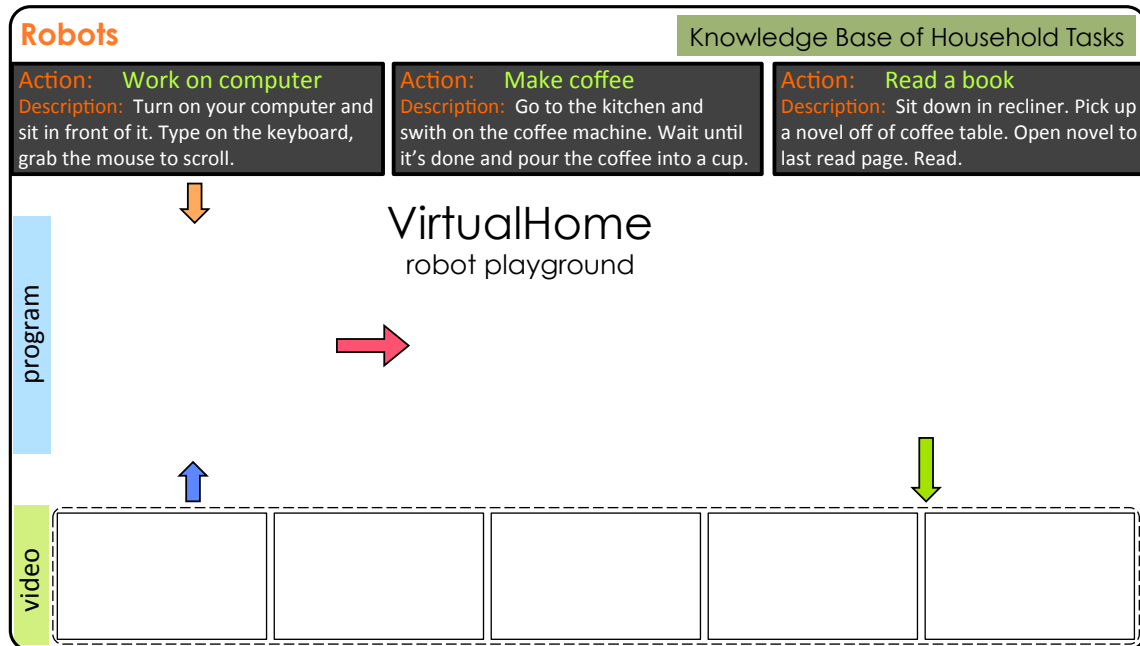 Robots
Knowledge Base of Household Tasks
Action: Work on computer
Description: Turn on your computer and
sit in front of it. Type on the keyboard,
grab the mouse to scroll.
Action: Make coffee
Description: Go to the kitchen and
swith on the coffee machine. Wait until
it's done and pour the coffee into a cup.
Action: Read a book
Description: Sit down in recliner. Pick up
a novel off of coffee table. Open novel to
last read page. Read.
VirtualHome
robot playground
program
video